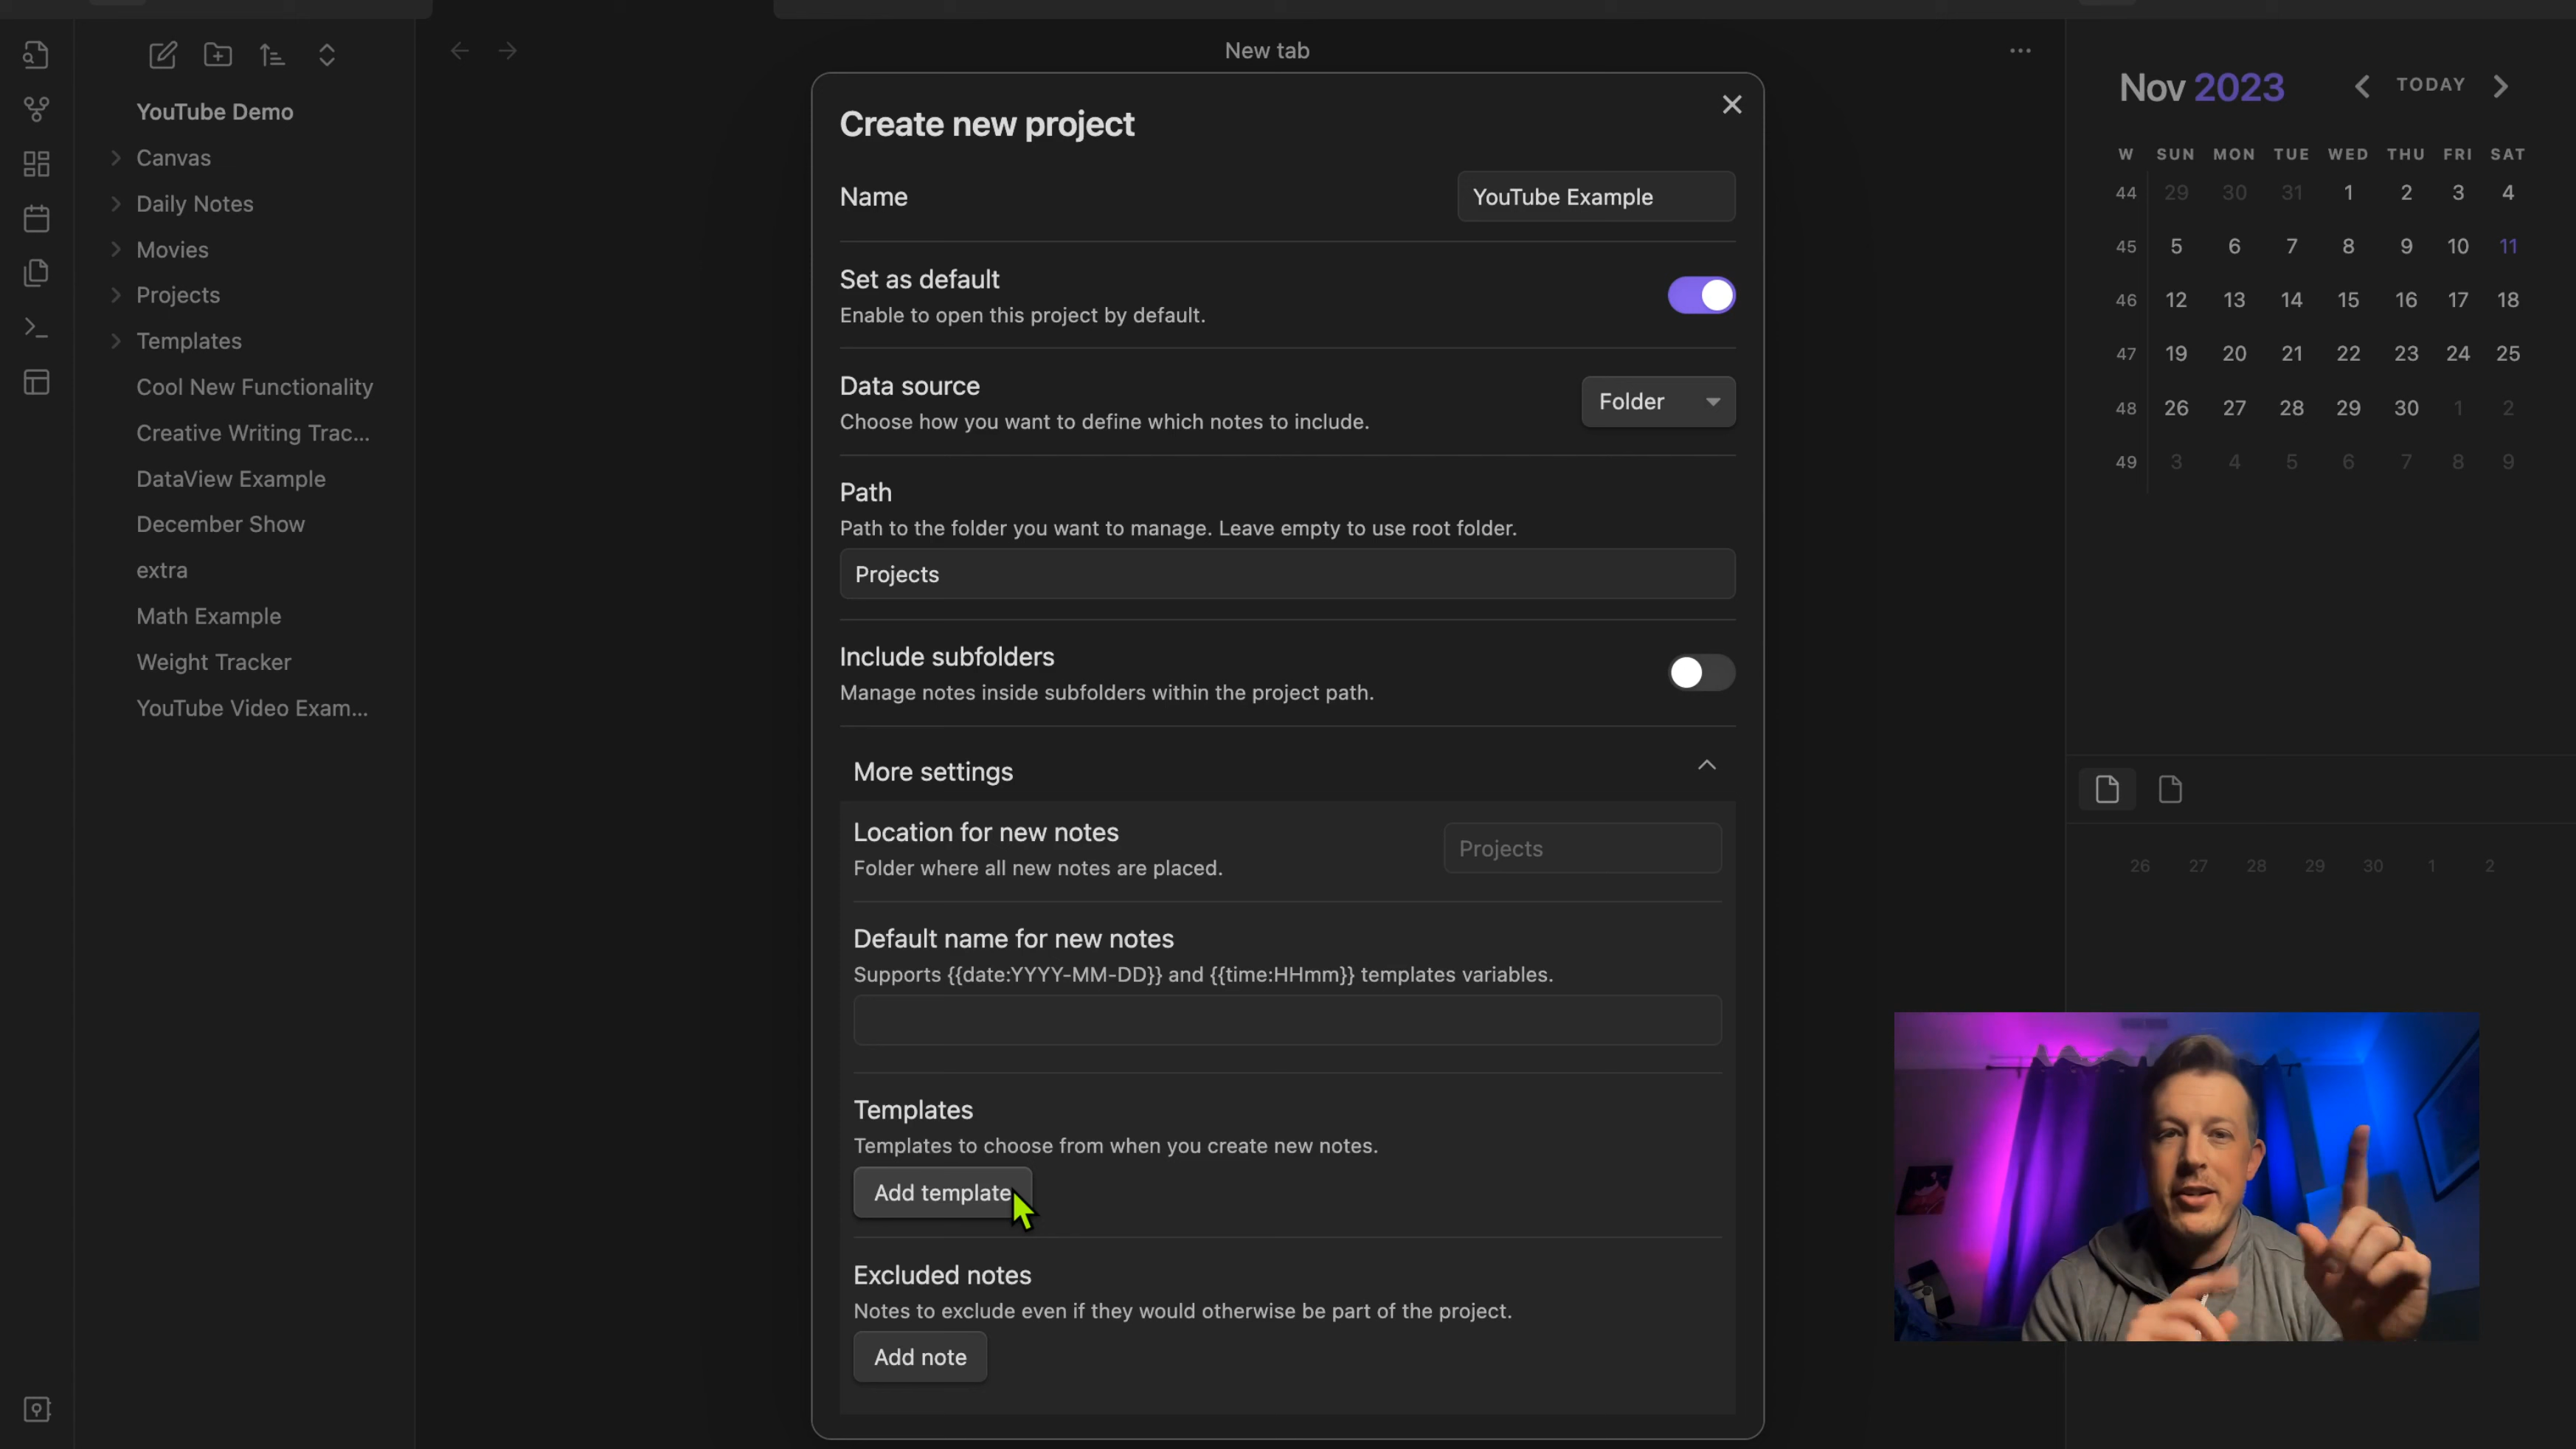 New tab
YouTube Demo
Canvas
Daily Notes
Movies
Projects
Templates
Cool New Functionality
Creative Writing Trac...
DataView Example
December Show
extra
Math Example
Weight Tracker
YouTube Video Exam...
Create new project
Name
YouTube Example
Set as default
Enable to open this project by default.
Data source
Choose how you want to define which notes to include.
Folder
Path
Path to the folder you want to manage. Leave empty to use root folder.
Projects
Include subfolders
Manage notes inside subfolders within the project path.
More settings
Location for new notes
Folder where all new notes are placed.
Projects
Default name for new notes
Supports {{date:YYYY-MM-DD}} and {{time:HHmm}} templates variables.
Templates
Templates to choose from when you create new notes.
Add template
Excluded notes
Notes to exclude even if they would otherwise be part of the project.
Add note
Nov 2023
TODAY
W SUN MON TUE WED THU FRI SAT
44 29 30 31 1 2 3 4
45 5 6 7 8 9 10 11
46 12 13 14 15 16 17 18
47 19 20 21 22 23 24 25
48 26 27 28 29 30 1 2
49 3 4 5 6 7 8 9
26 27 28 29 30 1 2